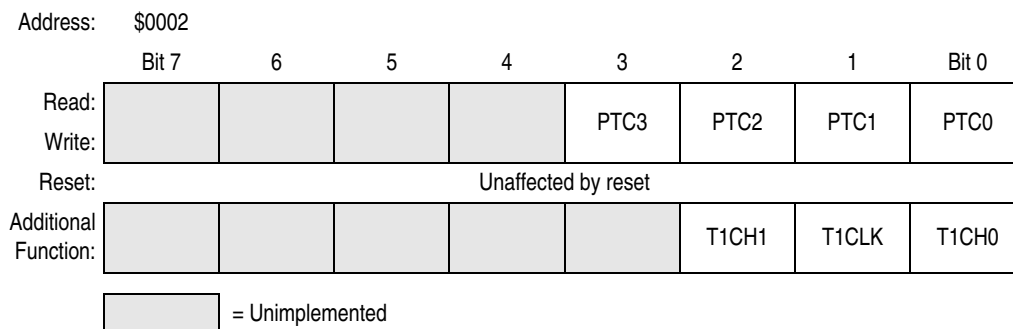 Address: $0002
Bit 7 6 5 4 3 2 1 Bit 0
Read:
Write:
PTC3 PTC2 PTC1 PTC0
Reset: Unaffected by reset
Additional
Function:
T1CH1 T1CLK T1CH0
= Unimplemented